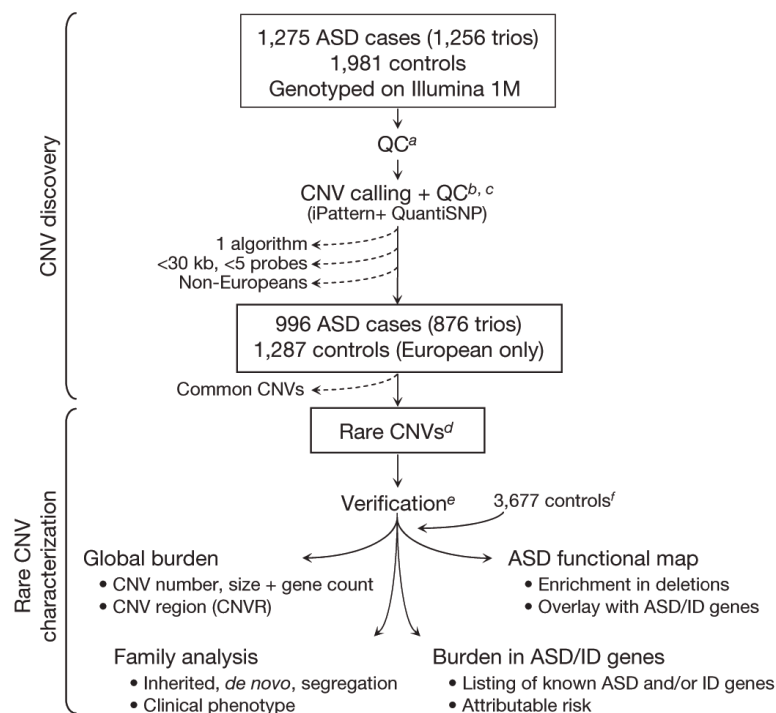 CNV discovery
1,275 ASD cases (1,256 trios)
1,981 controls
Genotyped on Illumina 1M
QCa
CNV calling + QCb, c
(iPattern+ QuantiSNP)
1 algorithm
<30 kb, <5 probes
Non-Europeans
996 ASD cases (876 trios)
1,287 controls (European only)
Common CNVs
Rare CNV
characterization
Rare CNVsd
Verificatione
3,677 controlsf
Global burden
• CNV number, size + gene count
• CNV region (CNVR)
ASD functional map
• Enrichment in deletions
• Overlay with ASD/ID genes
Family analysis
• Inherited, de novo, segregation
• Clinical phenotype
Burden in ASD/ID genes
• Listing of known ASD and/or ID genes
• Attributable risk